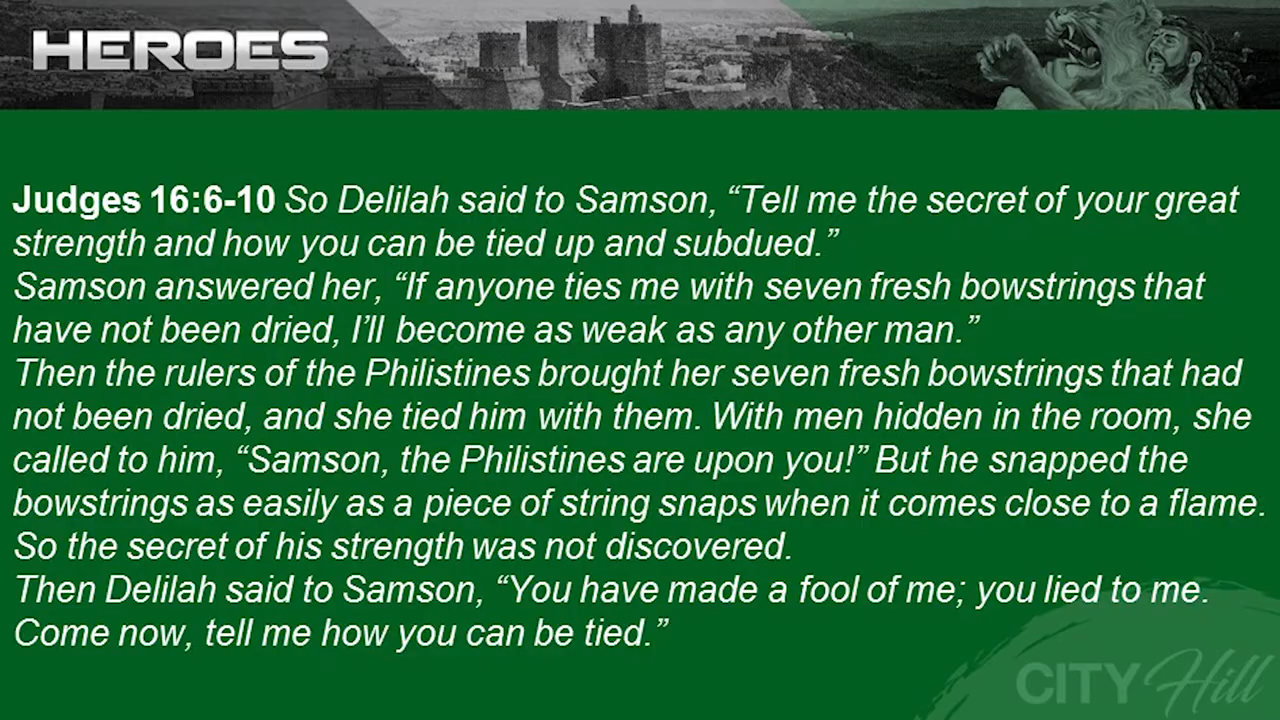 HEROES
Judges 16:6-10 So Delilah said to Samson, “Tell me the secret of your great
strength and how you can be tied up and subdued.”
Samson answered her, “If anyone ties me with seven fresh bowstrings that
have not been dried, I’ll become as weak as any other man.”
Then the rulers of the Philistines brought her seven fresh bowstrings that had
not been dried, and she tied him with them. With men hidden in the room, she
called to him, “Samson, the Philistines are upon you!” But he snapped the
bowstrings as easily as a piece of string snaps when it comes close to a flame.
So the secret of his strength was not discovered.
Then Delilah said to Samson, “You have made a fool of me; you lied to me.
Come now, tell me how you can be tied.”
CITY Hill